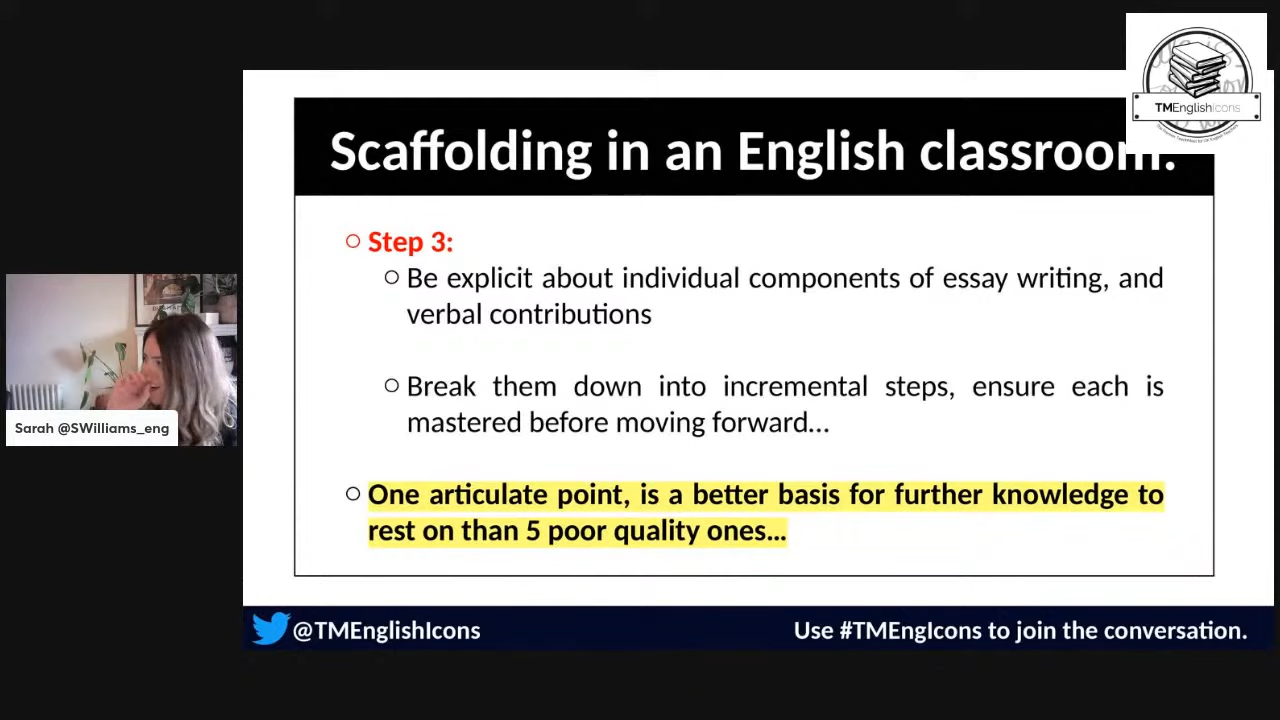 TMEnglishicons
Scaffolding in an English classroom:
Step 3:
Be explicit about individual components of essay writing, and
verbal contributions
Break them down into incremental steps, ensure each is
mastered before moving forward...
One articulate point, is a better basis for further knowledge to
rest on than 5 poor quality ones...
Sarah @SWilliams_eng
@TMEnglishIcons
Use #TMEngIcons to join the conversation.